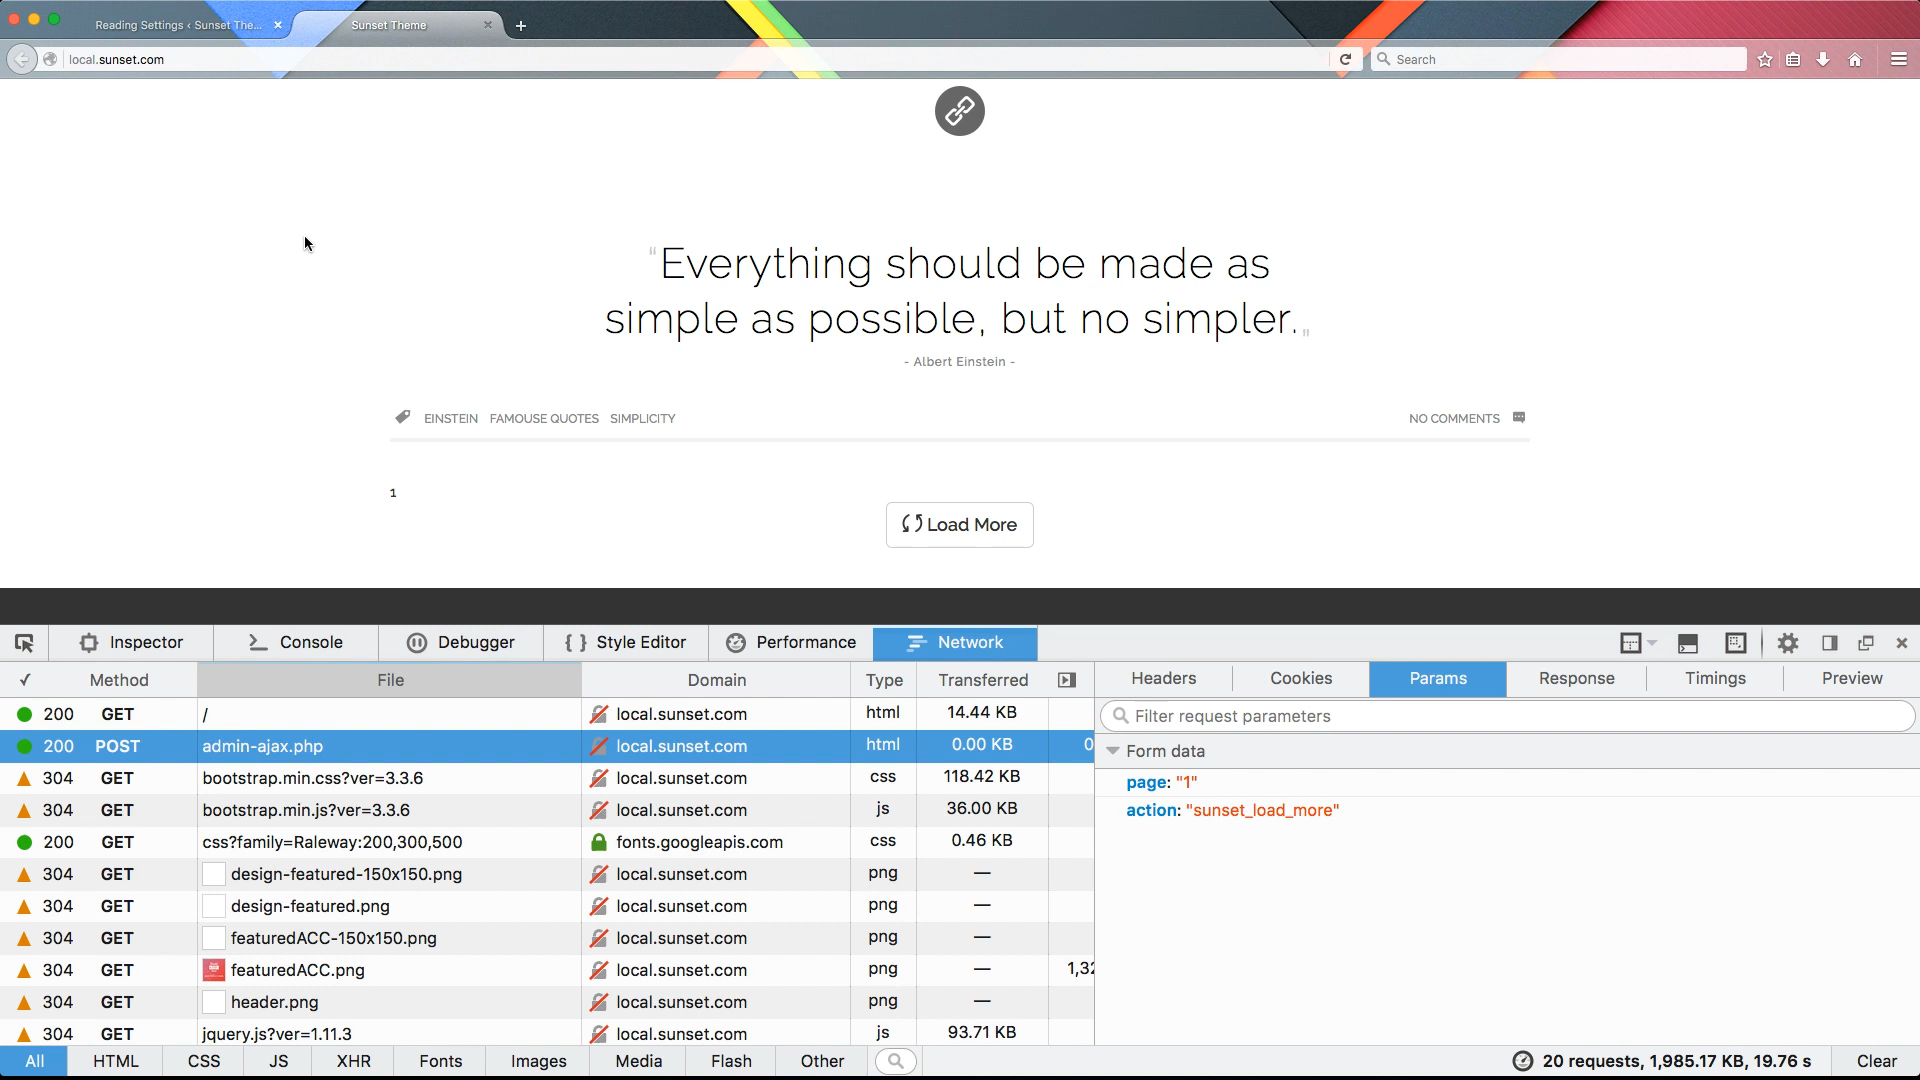 Reading Settings ‹ Sunset The... ×
Sunset Theme ×
+
local.sunset.com
Search
“Everything should be made as
simple as possible, but no simpler.„
- Albert Einstein -
EINSTEIN FAMOUSE QUOTES SIMPLICITY
NO COMMENTS
1
Load More
Inspector Console Debugger Style Editor Performance Network
✓ Method File Domain Type Transferred
Headers Cookies Params Response Timings Preview
200 GET / local.sunset.com html 14.44 KB
200 POST admin-ajax.php local.sunset.com html 0.00 KB 0
304 GET bootstrap.min.css?ver=3.3.6 local.sunset.com css 118.42 KB
304 GET bootstrap.min.js?ver=3.3.6 local.sunset.com js 36.00 KB
200 GET css?family=Raleway:200,300,500 fonts.googleapis.com css 0.46 KB
304 GET design-featured-150x150.png local.sunset.com png —
304 GET design-featured.png local.sunset.com png —
304 GET featuredACC-150x150.png local.sunset.com png —
304 GET featuredACC.png local.sunset.com png — 1,32
304 GET header.png local.sunset.com png —
304 GET jquery.js?ver=1.11.3 local.sunset.com js 93.71 KB
Filter request parameters
Form data
page: "1"
action: "sunset_load_more"
All HTML CSS JS XHR Fonts Images Media Flash Other
20 requests, 1,985.17 KB, 19.76 s
Clear